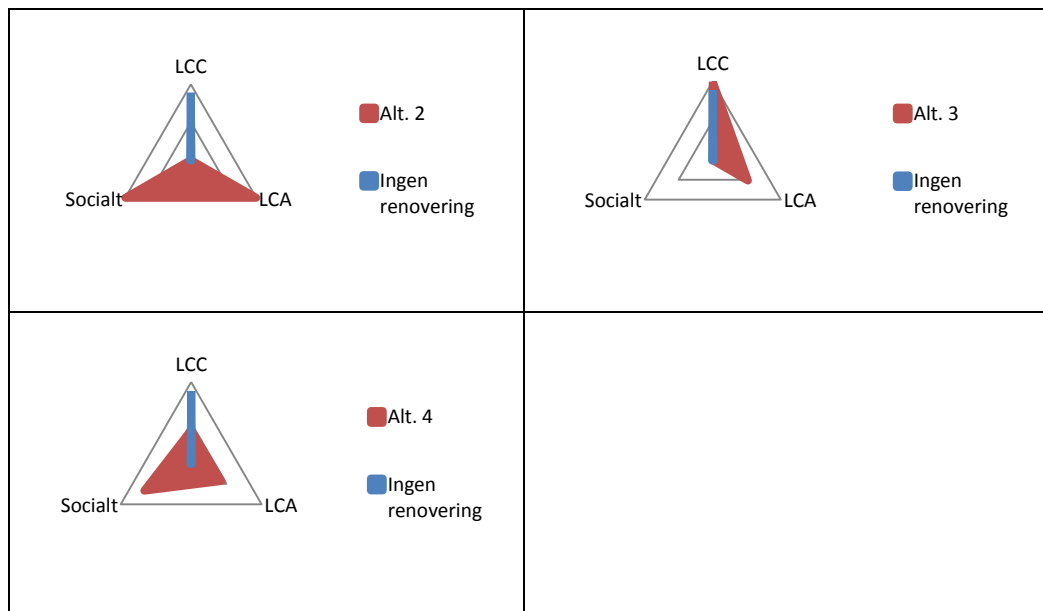 LCC
Alt. 2
Ingen
renovering
Socialt
LCA
LCC
Alt. 3
Ingen
renovering
Socialt
LCA
LCC
Alt. 4
Ingen
renovering
Socialt
LCA